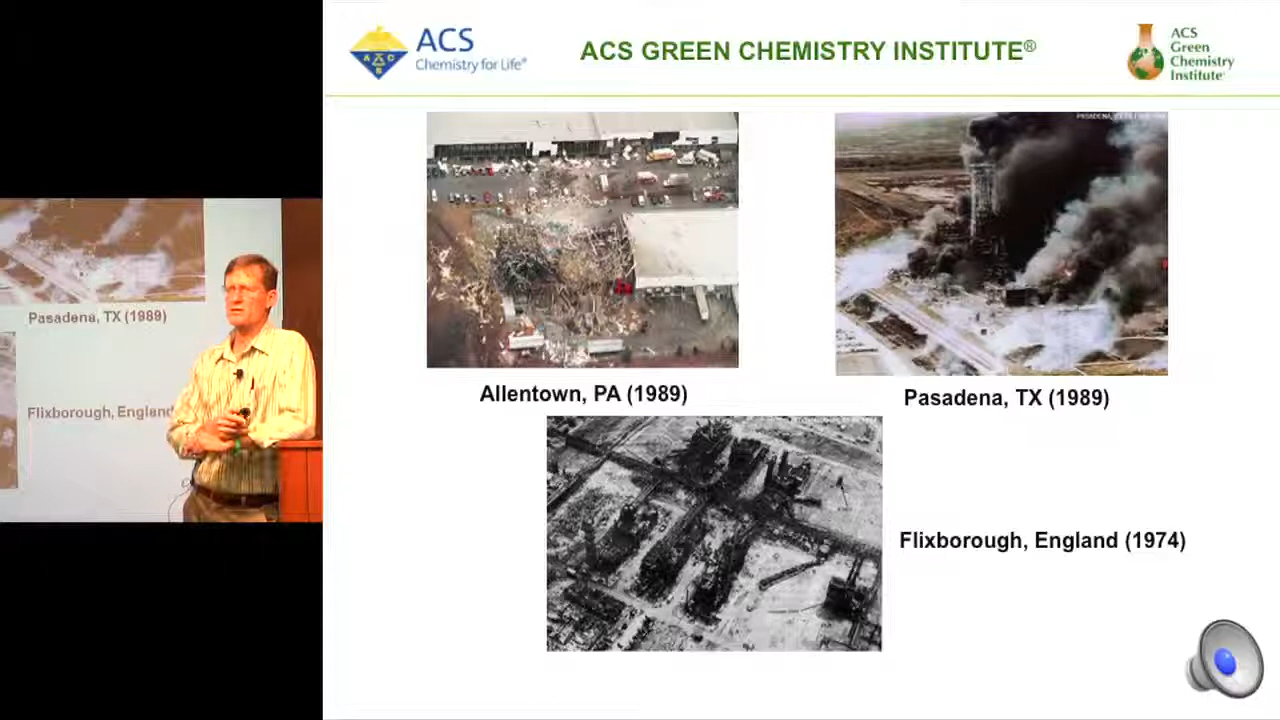 ACS
Chemistry for Life®
A C S
ACS GREEN CHEMISTRY INSTITUTE®
ACS
Green
Chemistry
Institute®
Allentown, PA (1989)
Pasadena, TX (1989)
Flixborough, England (1974)
Pasadena, TX (1989)
Flixborough, England